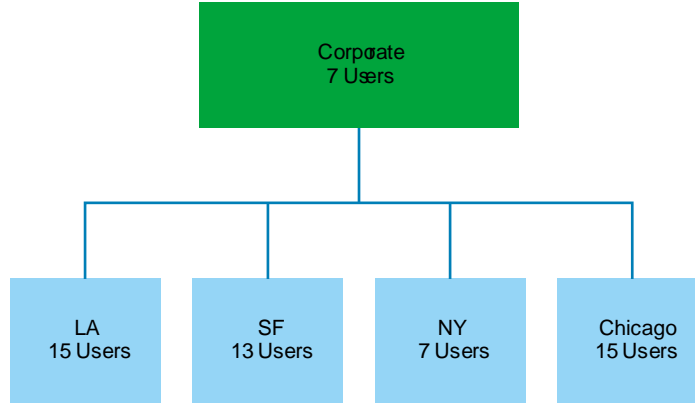 Corporate
7 Users
LA
15 Users
SF
13 Users
NY
7 Users
Chicago
15 Users